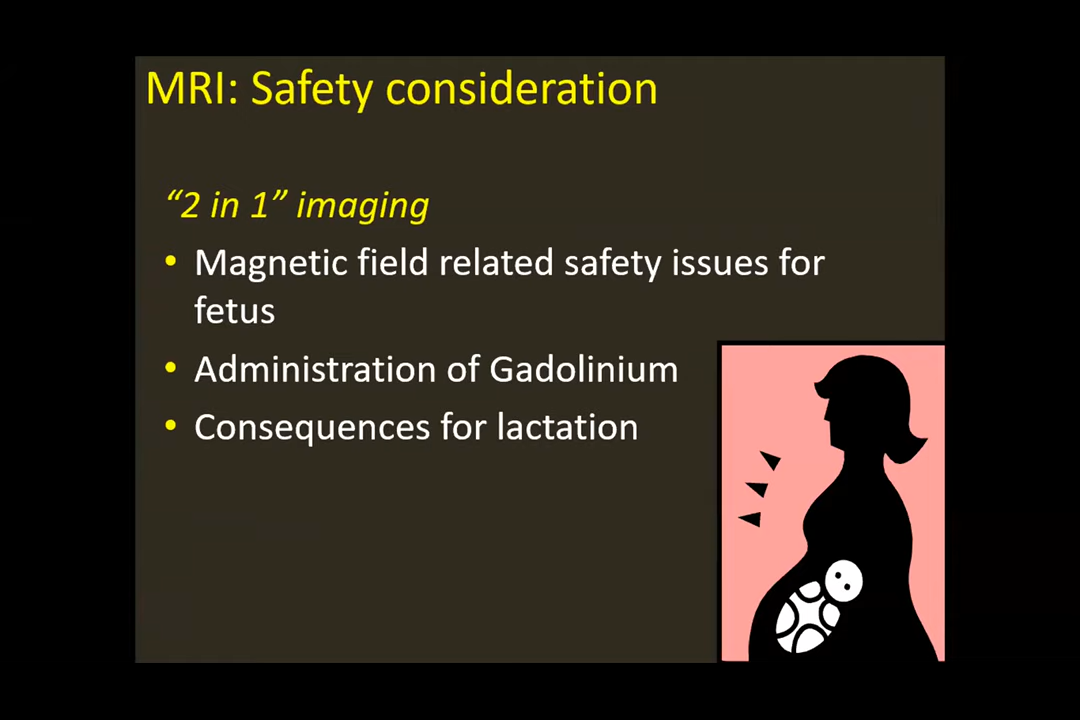 MRI: Safety consideration
“2 in 1” imaging
• Magnetic field related safety issues for
fetus
• Administration of Gadolinium
• Consequences for lactation